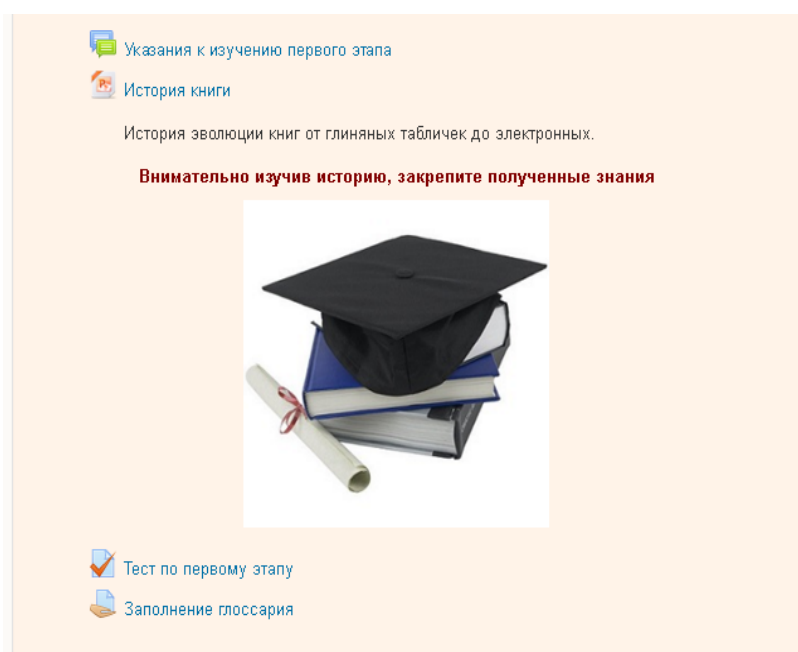 Указания к изучению первого этапа
История книги
История эволюции книг от глиняных табличек до электронных.
Внимательно изучив историю, закрепите полученные знания
Тест по первому этапу
Заполнение глоссария